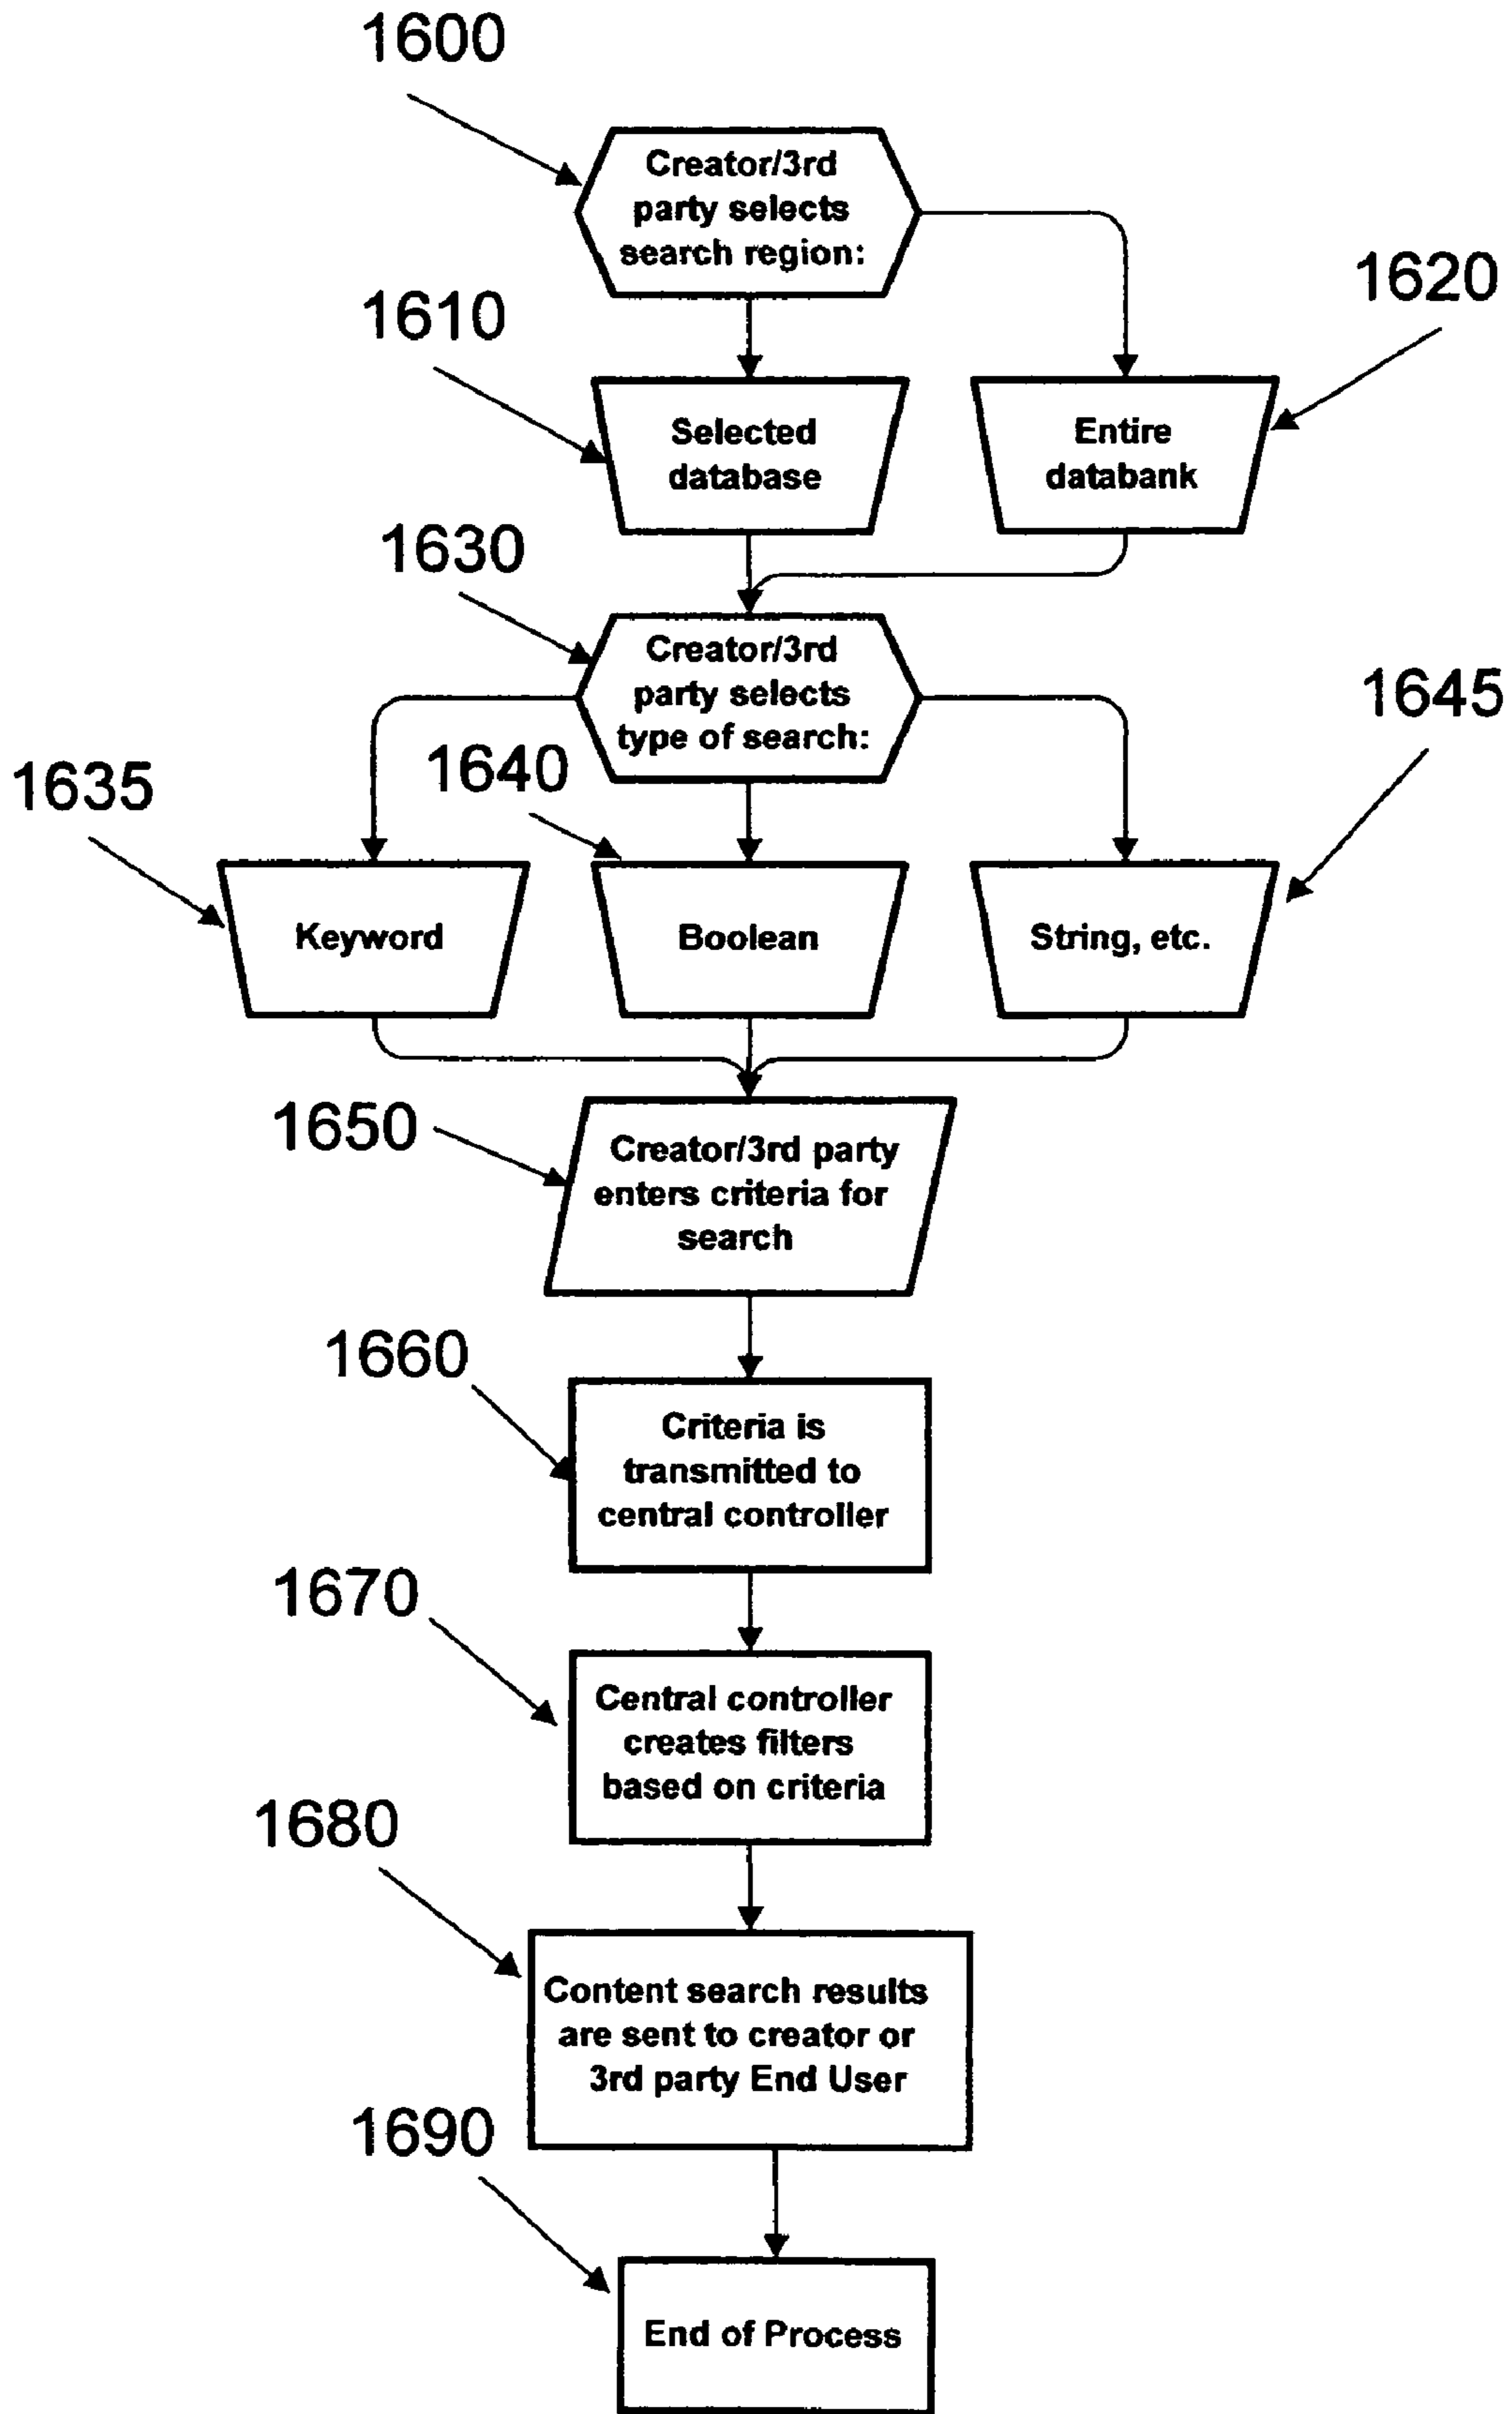 1600
Creator/3rd
party selects
search region:
1610
1620
Selected
database
Entire
databank
1630
Creator/3rd
party selects
type of search:
1635
1640
1645
Keyword
Boolean
String, etc.
1650
Creator/3rd party
enters criteria for
search
1660
Criteria is
transmitted to
central controller
1670
Central controller
creates filters
based on criteria
1680
Content search results
are sent to creator or
3rd party End User
1690
End of Process